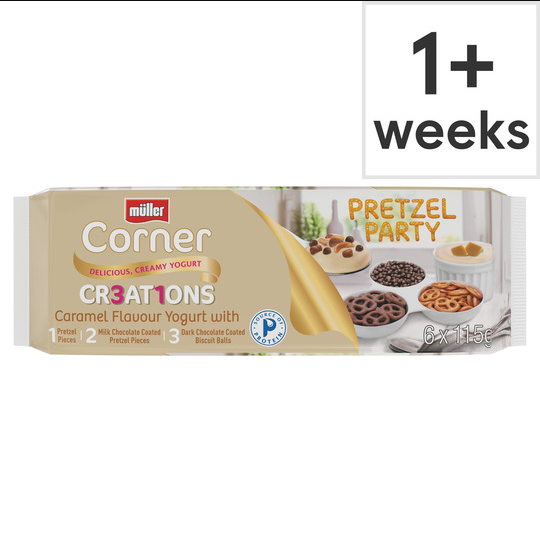 1+
weeks
müller
Corner
DELICIOUS, CREAMY YOGURT
CR3AT1ONS
Caramel Flavour Yogurt with
1 Pretzel Pieces 2 Milk Chocolate Coated Pretzel Pieces 3 Dark Chocolate Coated Biscuit Balls
SOURCE OF PROTEIN
P
PRETZEL
PARTY
6 x 115g